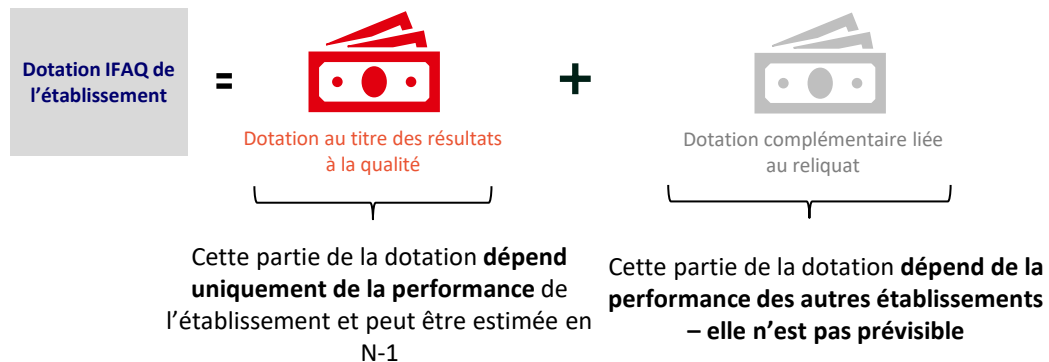 Dotation IFAQ de
l'établissement
=
Dotation au titre des résultats
à la qualité
+
Dotation complémentaire liée
au reliquat
Cette partie de la dotation dépend
uniquement de la performance de
l'établissement et peut être estimée en
N-1
Cette partie de la dotation dépend de la
performance des autres établissements
– elle n'est pas prévisible